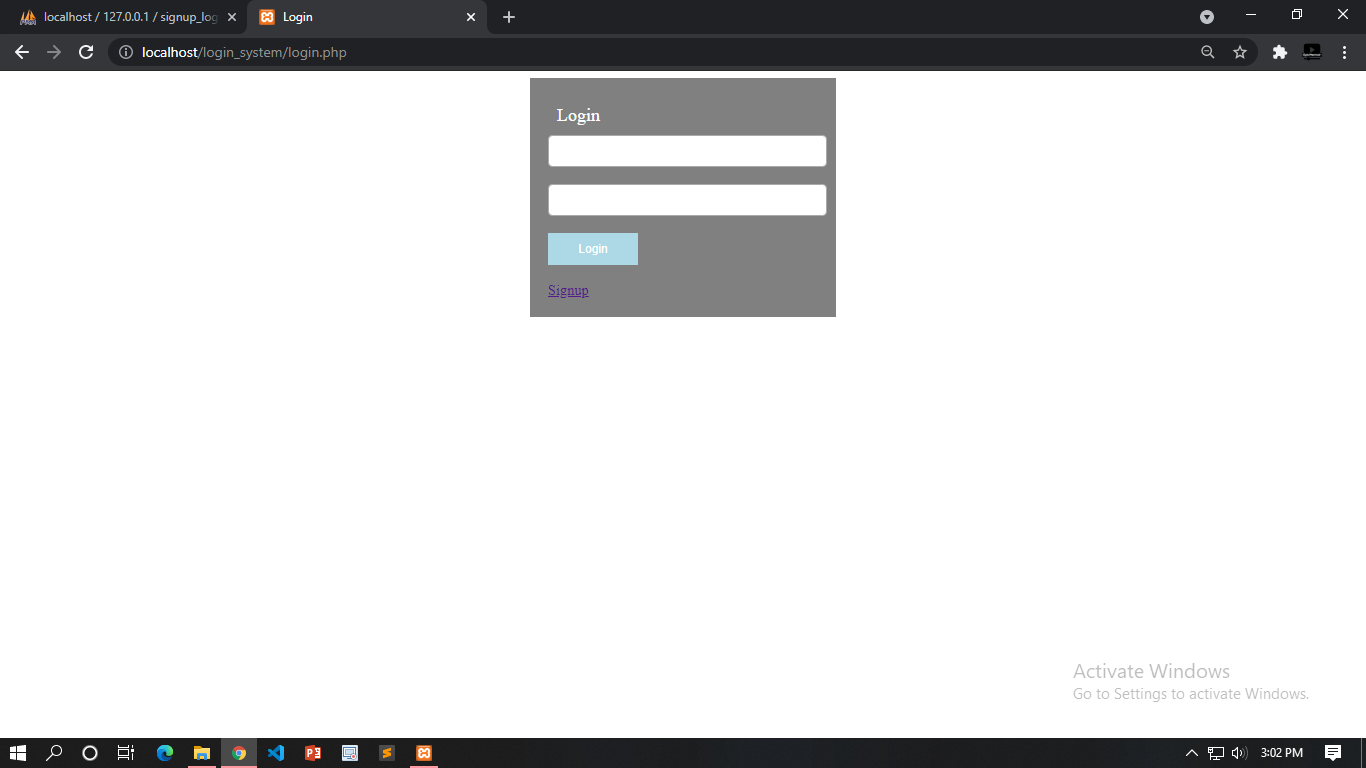 localhost / 127.0.0.1 / signup_log
Login
localhost/login_system/login.php
Login
Login
Signup
Activate Windows
Go to Settings to activate Windows.
3:02 PM